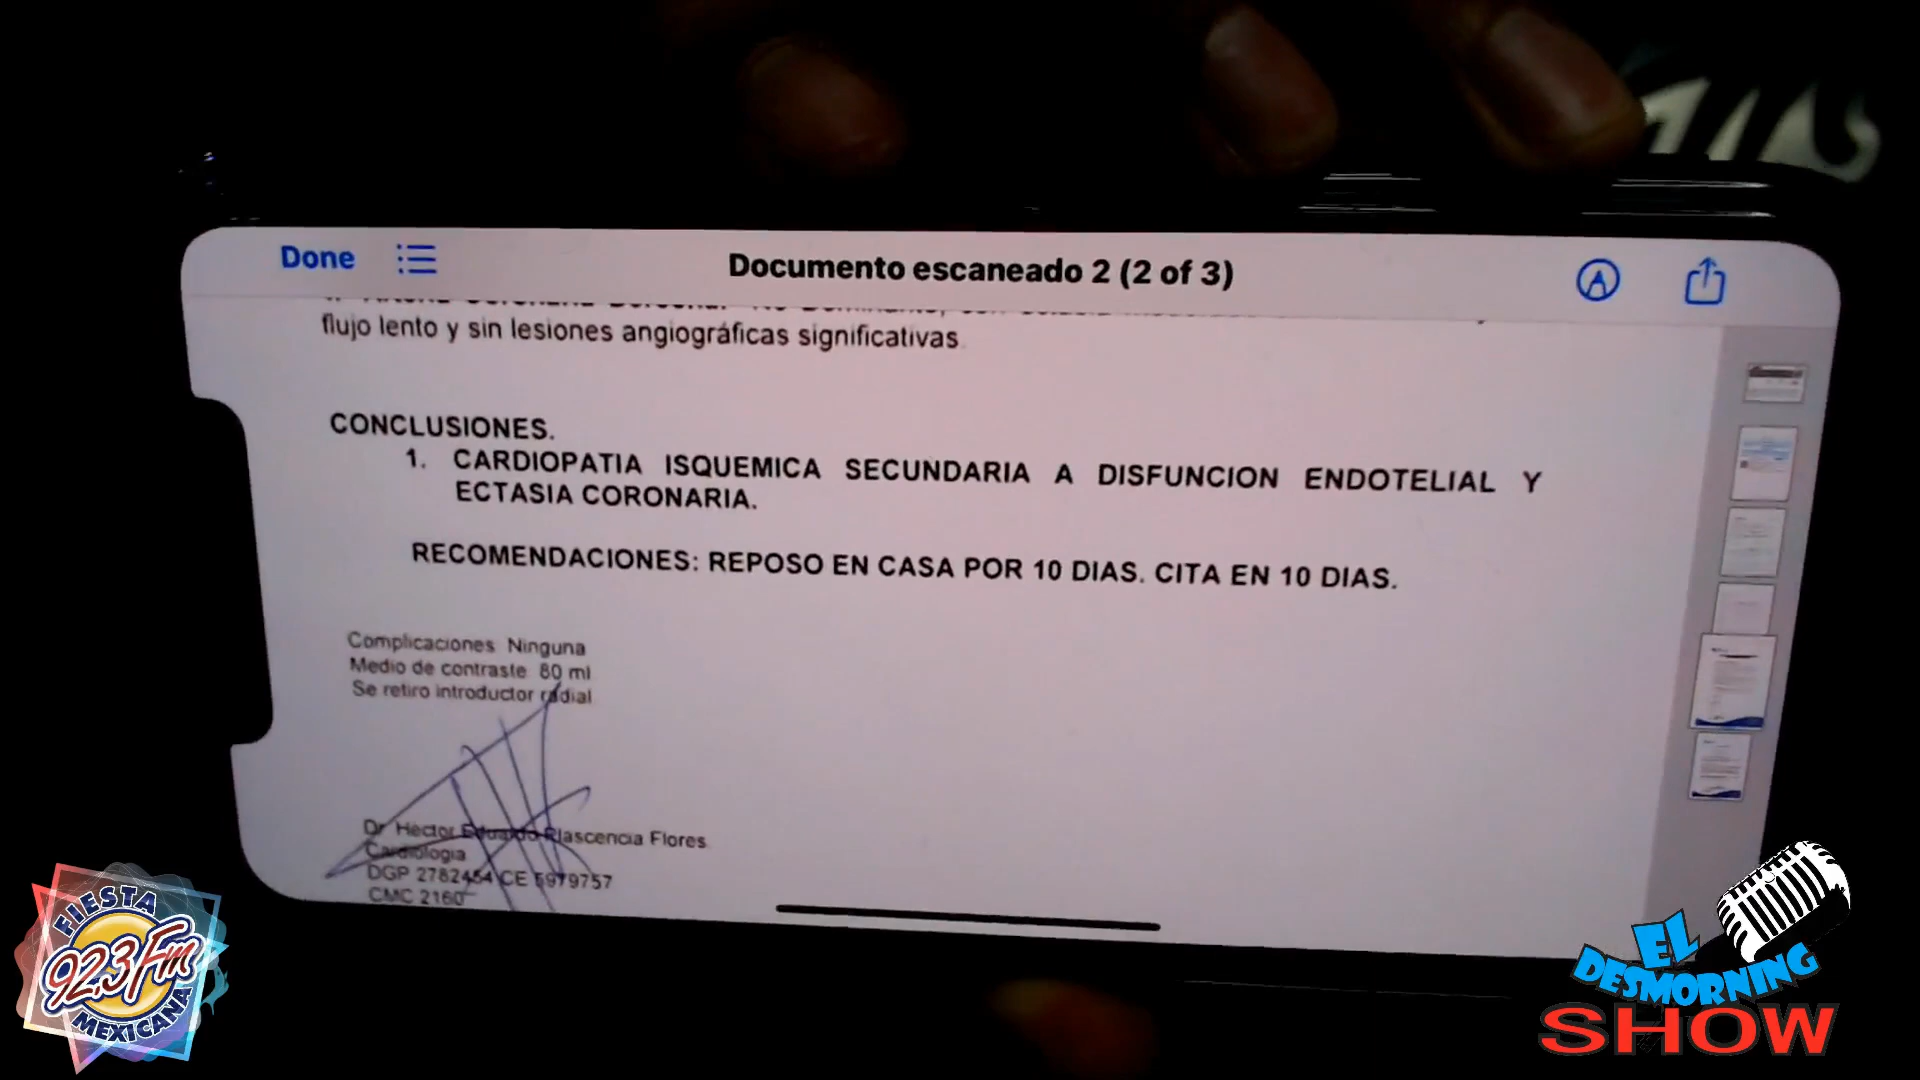 Done
Documento escaneado 2 (2 of 3)
flujo lento y sin lesiones angiográficas significativas
CONCLUSIONES.
1. CARDIOPATIA ISQUEMICA SECUNDARIA A DISFUNCION ENDOTELIAL Y
ECTASIA CORONARIA.
RECOMENDACIONES: REPOSO EN CASA POR 10 DIAS. CITA EN 10 DIAS.
Complicaciones Ninguna
Medio de contraste 80 ml
Se retiro introductor radial
Dr Hector Eduardo Plascencia Flores
Cardiologia
DGP 2782454 CE 5979757
CMC 2160
FIESTA
92.3 Fm
MEXICANA
EL
DESMORNING
SHOW